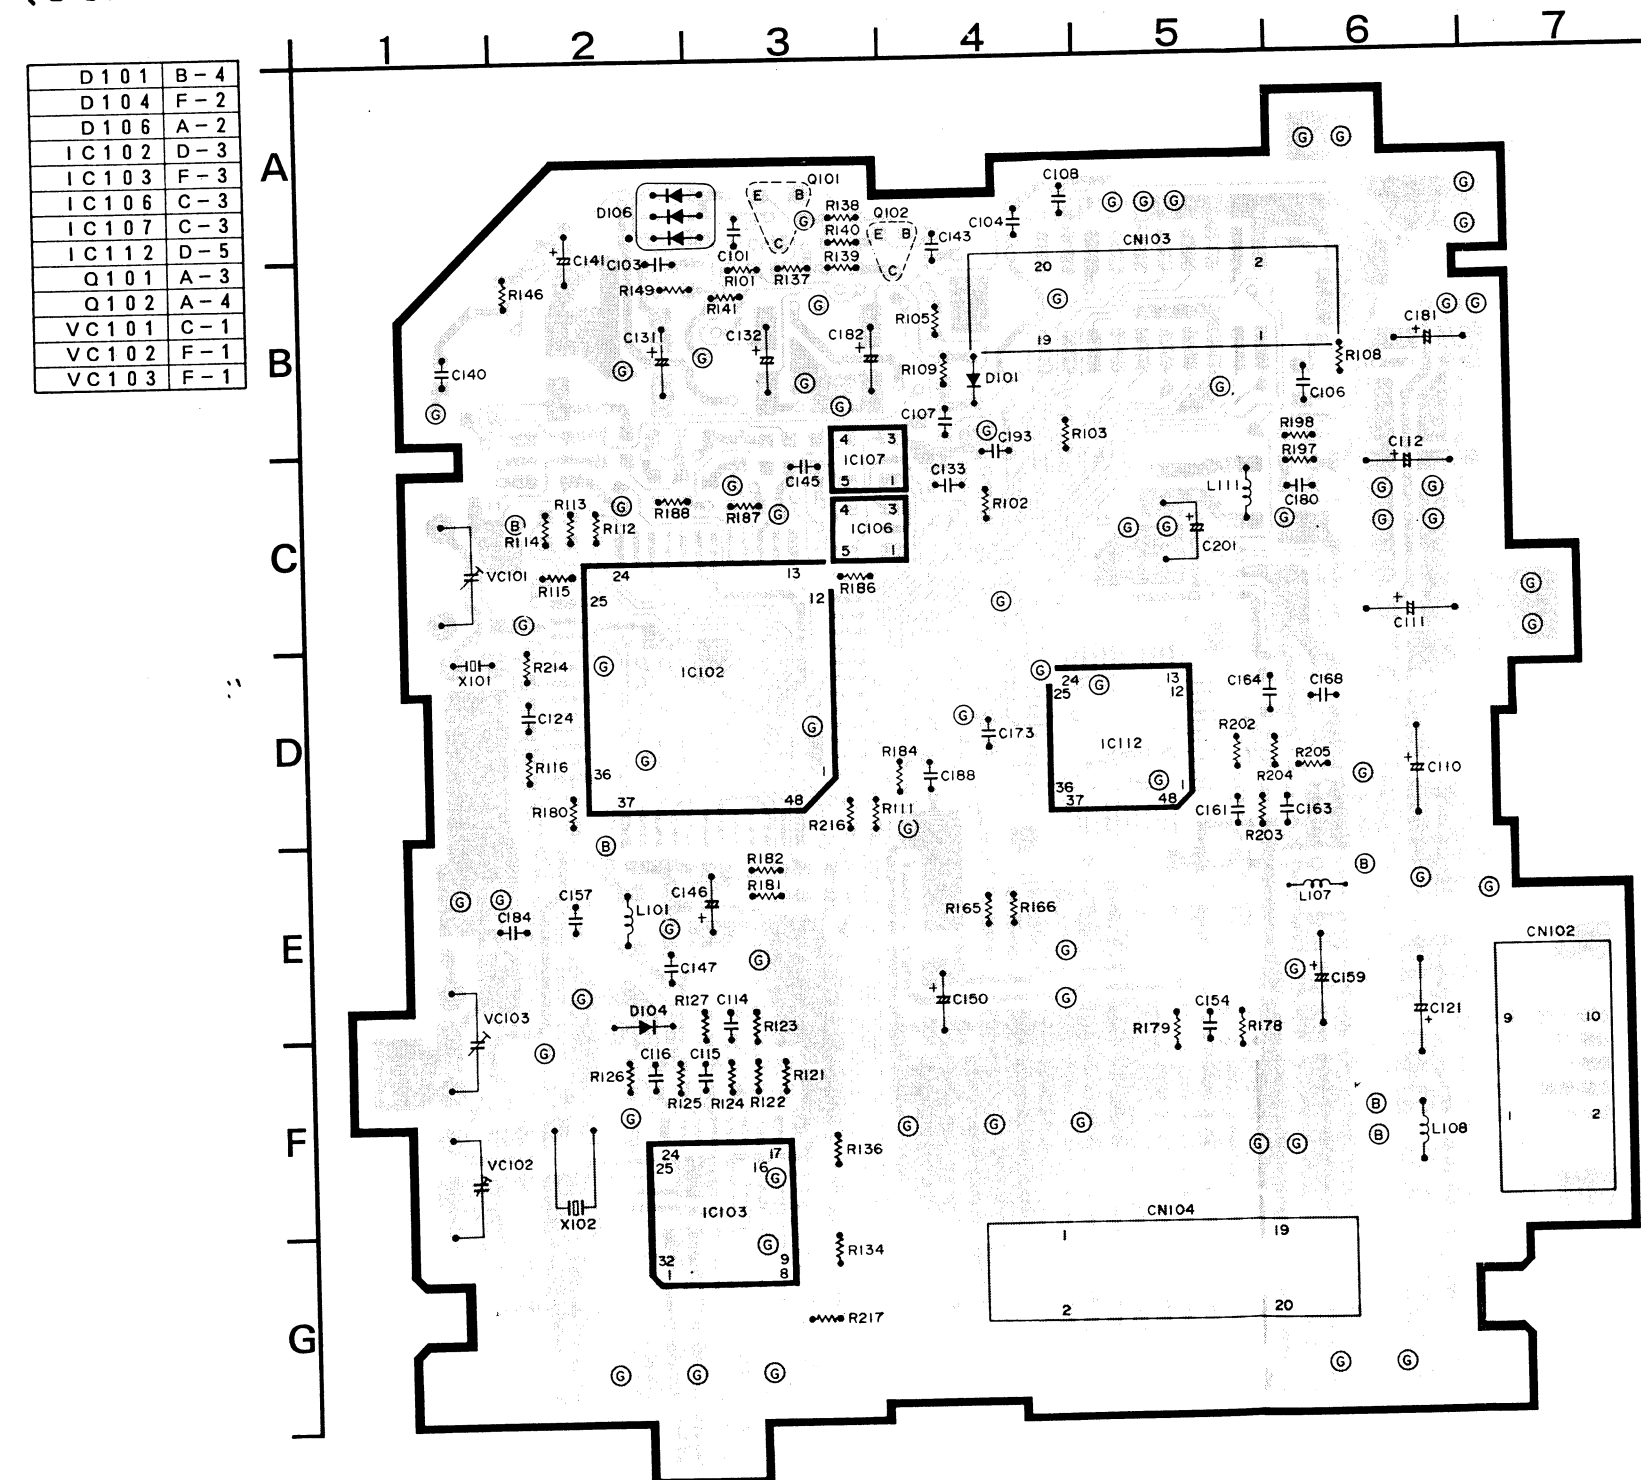 1 2 3 4 5 6 7
D101 B-4
D104 F-2
D106 A-2
IC102 D-3
IC103 F-3
IC106 C-3
IC107 C-3
IC112 D-5
Q101 A-3
Q102 A-4
VC101 C-1
VC102 F-1
VC103 F-1
A
G G
C108
G
Q101
E B
D106
G
R138
Q102
C104
G G G
G
R140
E B
C143
CN103
C
C141
C103
C101
R101
R137
R139
C
20 2
R146
R149
R141
G
R105
G
G G
C181
B
C131
C132
C182
G
19 1
R108
C140
G
G
R109
D101
G
C106
G
G
C107
G
C193
R103
R198
C112
4 3
IC107
5 1
R197
C145
C133
L111
C180
G G
R113
G
G
R188
R187
G
4 3
IC106
5 1
R102
B
R114
R112
G G
G
G G
C201
C
VC101
R115
24 13
25 12
R186
G
G
C111
G
G
X101
R214
G
IC102
G
24 13
25 12
G
C164
C168
C124
G
G
C173
R202
D
R116
G
36 1
37 48
R184
C188
IC112
G
36 1
37 48
R204
R205
G
C110
R180
R216
R111
G
C161
R203
C163
B
R182
B
G
G
G
G
C157
C146
R181
L107
C184
L101
R165
R166
CN102
G
E
C147
G
G
G
C159
G
C150
G
C121
VC103
D104
R127
C114
R123
R179
C154
R178
9 10
G
C116
C115
R126
R121
R125
R124
R122
B
1 2
G
G G G
B
L108
F
G G
VC102
24 17
25 16
G
R136
X102
IC103
CN104
G
1 19
R134
32 9
1 8
2 20
R217
G
G G G
G G